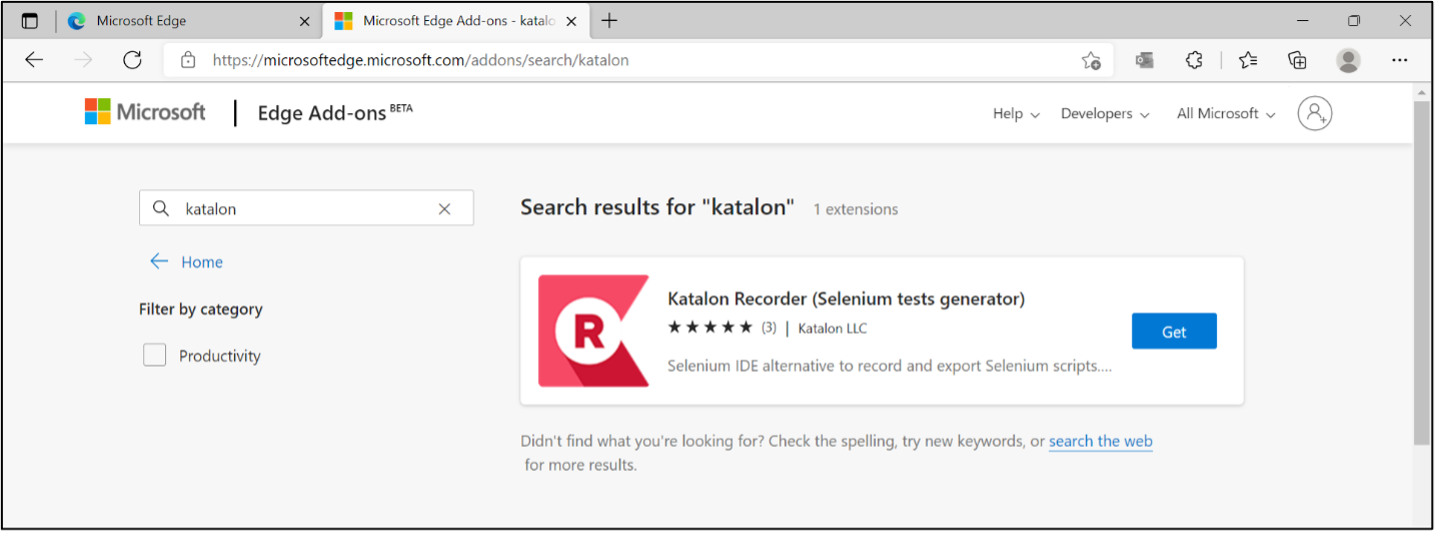 Microsoft Edge
Microsoft Edge Add-ons - katalo
https://microsoftedge.microsoft.com/addons/search/katalon
Microsoft | Edge Add-ons BETA
Help Developers All Microsoft
katalon
Home
Filter by category
Productivity
Search results for "katalon" 1 extensions
R
Katalon Recorder (Selenium tests generator)
★★★★★ (3) | Katalon LLC
Selenium IDE alternative to record and export Selenium scripts....
Get
Didn't find what you're looking for? Check the spelling, try new keywords, or search the web
for more results.